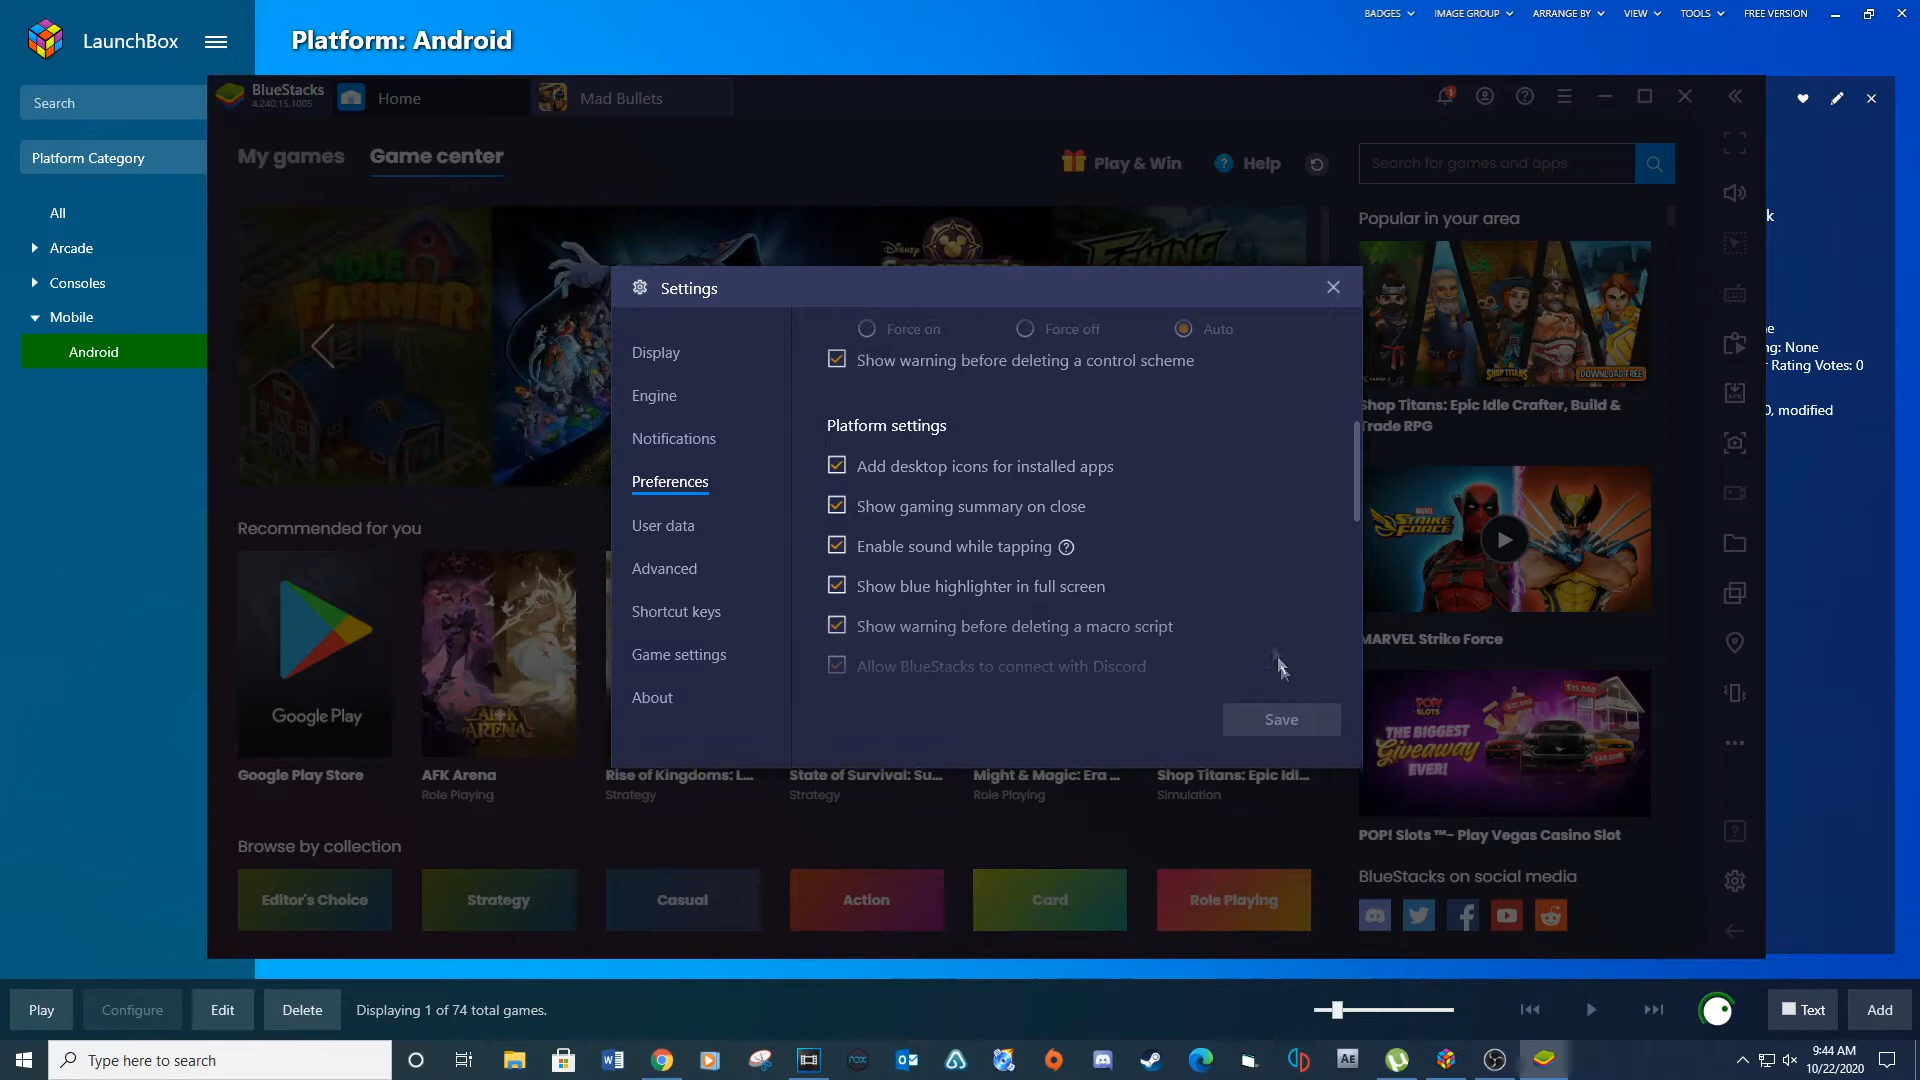 LaunchBox
Platform: Android
BADGES
IMAGE GROUP
ARRANGE BY
VIEW
TOOLS
FREE VERSION
Search
Platform Category
All
Arcade
Consoles
Mobile
Android
BlueStacks
4.240.15.1005
Home
Mad Bullets
1
My games
Game center
Play & Win
? Help
Search for games and apps
IDLE
FARMER
Disney
FISHING
Popular in your area
SHOP TITANS
DOWNLOAD FREE
Shop Titans: Epic Idle Crafter, Build &
Trade RPG
MARVEL
STRIKE
FORCE
MARVEL Strike Force
POP!
SLOTS
$15.000
THE BIGGEST
Giveaway
EVER!
POP! Slots ™- Play Vegas Casino Slot
BlueStacks on social media
k
ne
ng: None
r Rating Votes: 0
0, modified
Settings
Display
Engine
Notifications
Preferences
User data
Advanced
Shortcut keys
Game settings
About
Force on
Force off
Auto
Show warning before deleting a control scheme
Platform settings
Add desktop icons for installed apps
Show gaming summary on close
Enable sound while tapping ?
Show blue highlighter in full screen
Show warning before deleting a macro script
Allow BlueStacks to connect with Discord
Save
Recommended for you
Google Play
AFK
ARENA
Google Play Store
AFK Arena
Role Playing
Rise of Kingdoms: L...
Strategy
State of Survival: Su...
Strategy
Might & Magic: Era ...
Role Playing
Shop Titans: Epic Idl...
Simulation
Browse by collection
Editor's Choice
Strategy
Casual
Action
Card
Role Playing
Play
Configure
Edit
Delete
Displaying 1 of 74 total games.
Text
Add
Type here to search
nox
Ae
9:44 AM
10/22/2020